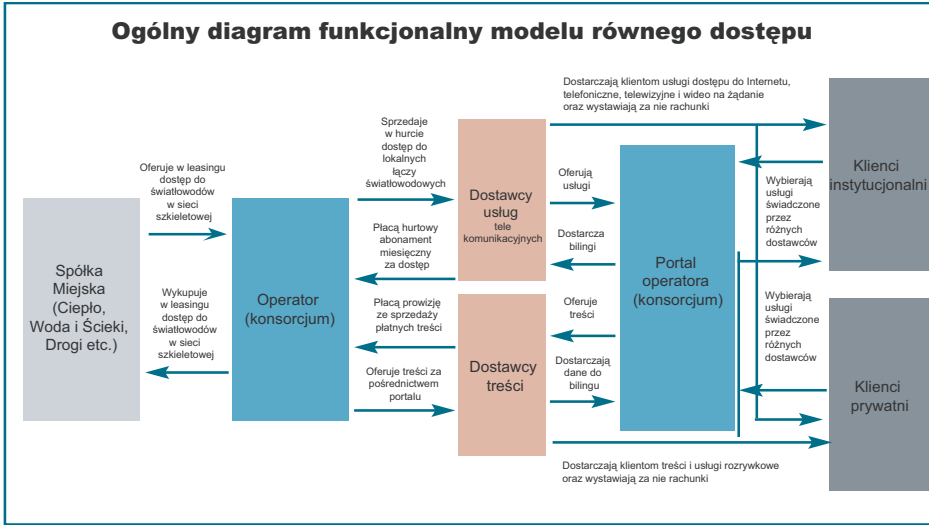 Ogólny diagram funkcjonalny modelu równego dostępu
Spółka
Miejska
(Ciepło,
Woda i Ścieki,
Drogi etc.)
Oferuje w leasingu
dostęp do
światłowodów
w sieci
szkieletowej
Wykupuje
w leasingu
dostęp do
światłowodów
w sieci
szkieletowej
Operator
(konsorcjum)
Sprzedaje
w hurcie
dostęp do
lokalnych
łączy
światłowodowych
Płacą hurtowy
abonament
miesięczny
za dostęp
Płacą prowizję
ze sprzedaży
płatnych treści
Oferuje treści za
pośrednictwem
portalu
Dostawcy
usług
tele
komunikacyjnych
Dostawcy
treści
Dostarczają klientom usługi dostępu do Internetu,
telefoniczne, telewizyjne i wideo na żądanie
oraz wystawiają za nie rachunki
Oferują
usługi
Dostarcza
bilingi
Oferuje
treści
Dostarczają
dane do
bilingu
Portal
operatora
(konsorcjum)
Wybierają
usługi
świadczone
przez
różnych
dostawców
Wybierają
usługi
świadczone
przez
różnych
dostawców
Klienci
instytucjonalni
Klienci
prywatni
Dostarczają klientom treści i usługi rozrywkowe
oraz wystawiają za nie rachunki